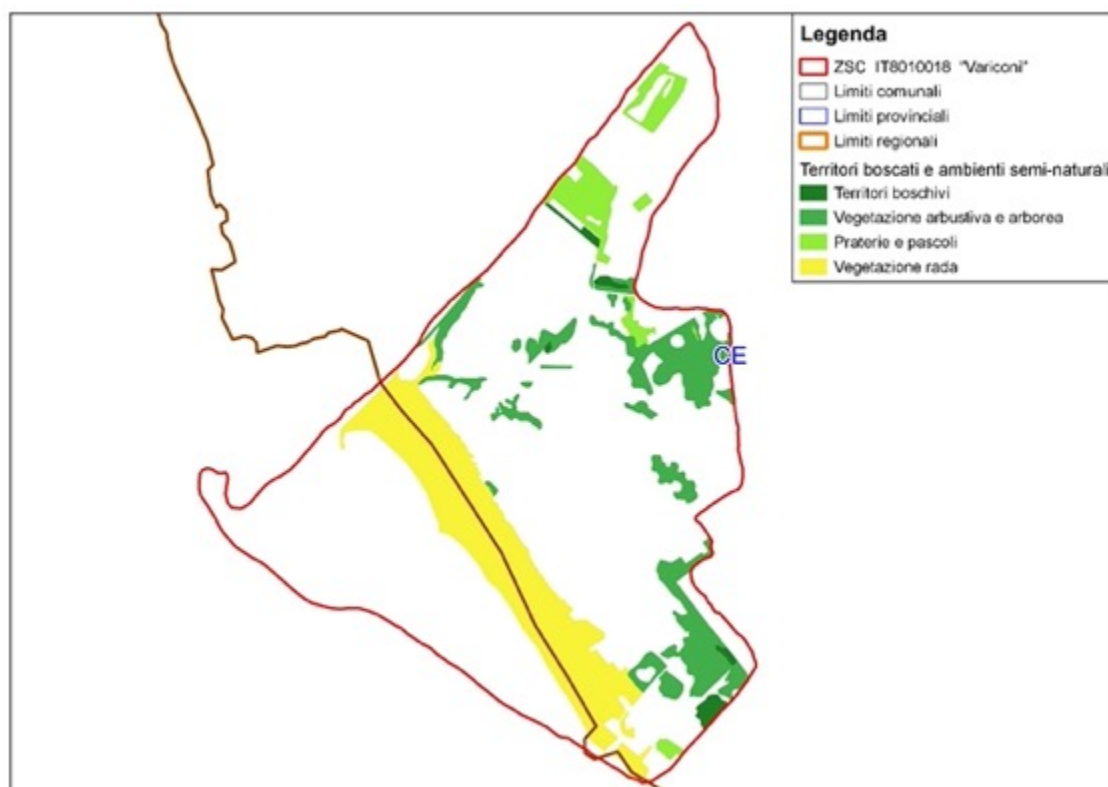 Legenda
ZSC IT8010018 "Variconi"
Limiti comunali
Limiti provinciali
Limiti regionali
Territori boscati e ambienti semi-naturali
Territori boschivi
Vegetazione arbustiva e arborea
Praterie e pascoli
Vegetazione rada
CE